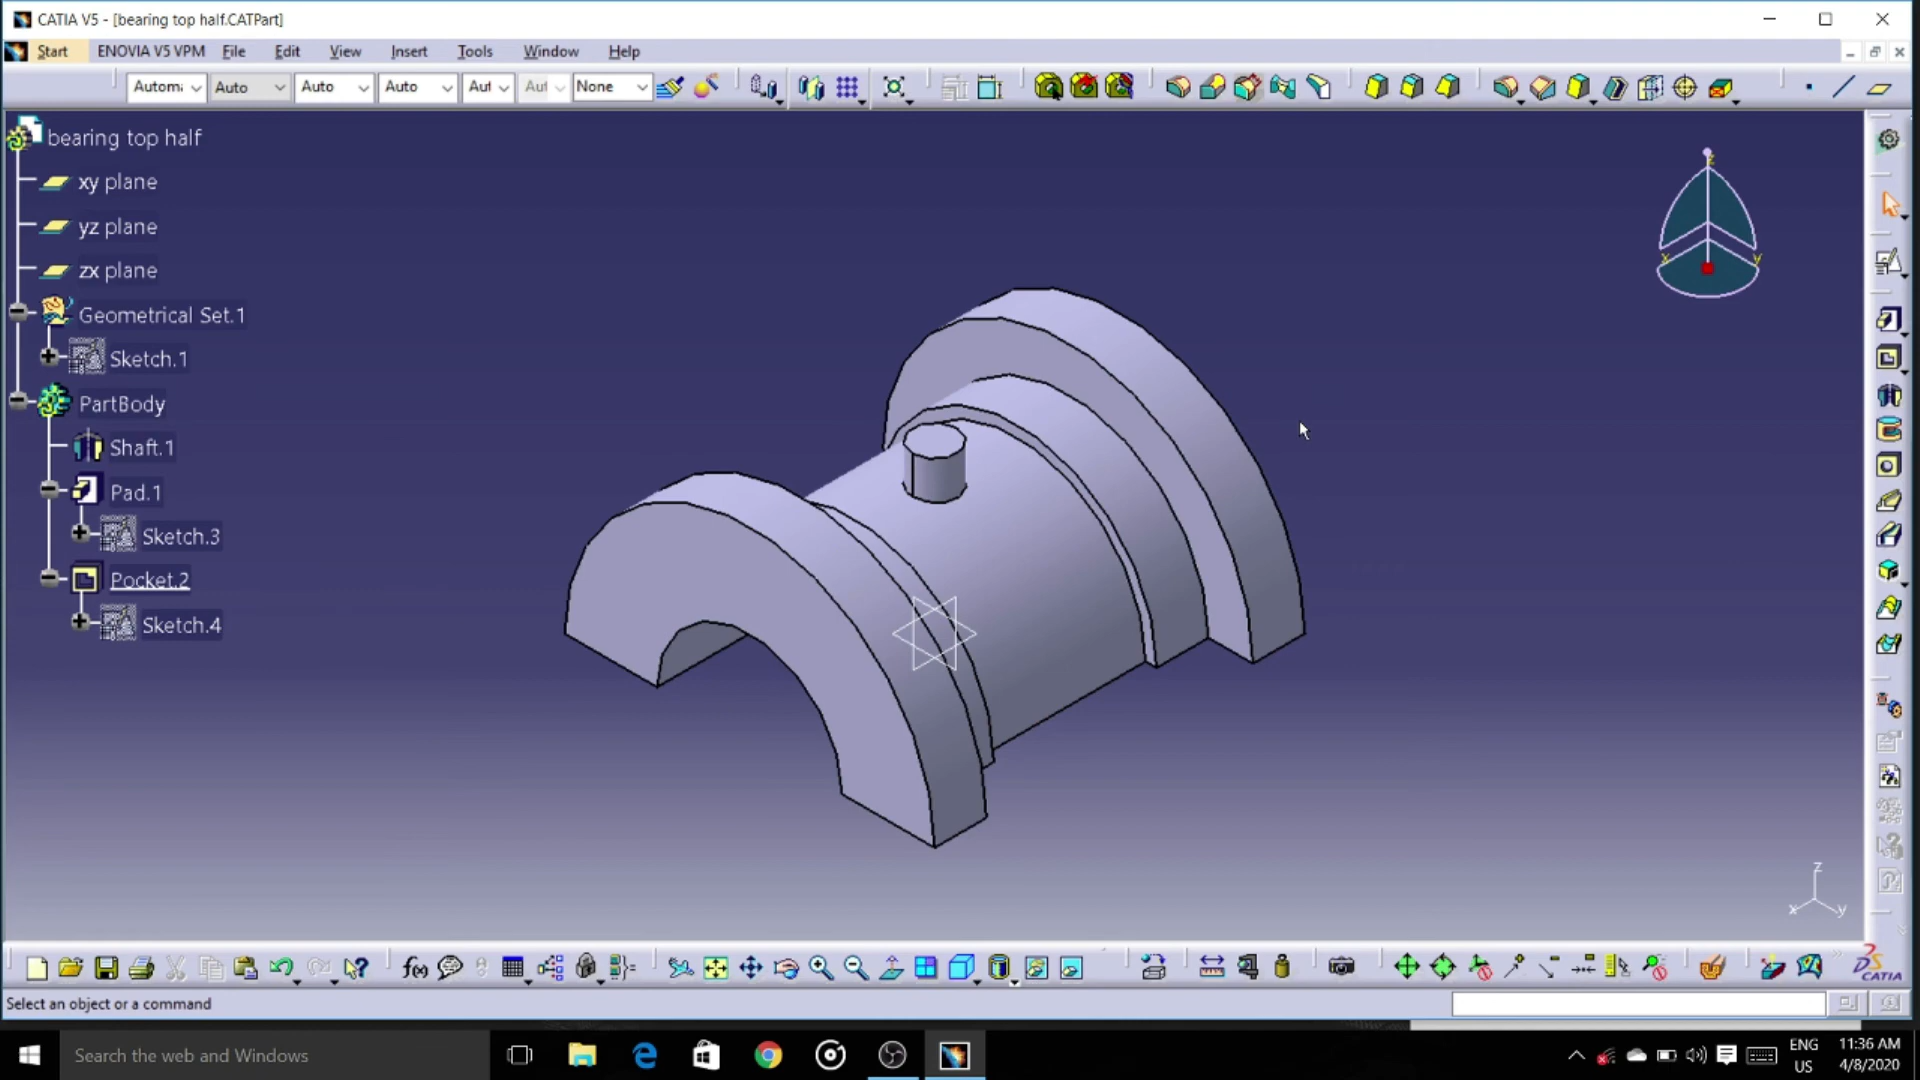 CATIA V5 - [bearing top half.CATPart]
Start ENOVIA V5 VPM File Edit View Insert Tools Window Help
Automa Auto Auto Auto Aut Aut None
bearing top half
xy plane
yz plane
zx plane
Geometrical Set.1
Sketch.1
PartBody
Shaft.1
Pad.1
Sketch.3
Pocket.2
Sketch.4
z
x y
z
x y
f(x)
CATIA
Select an object or a command
Search the web and Windows
ENG 11:36 AM
US 4/8/2020